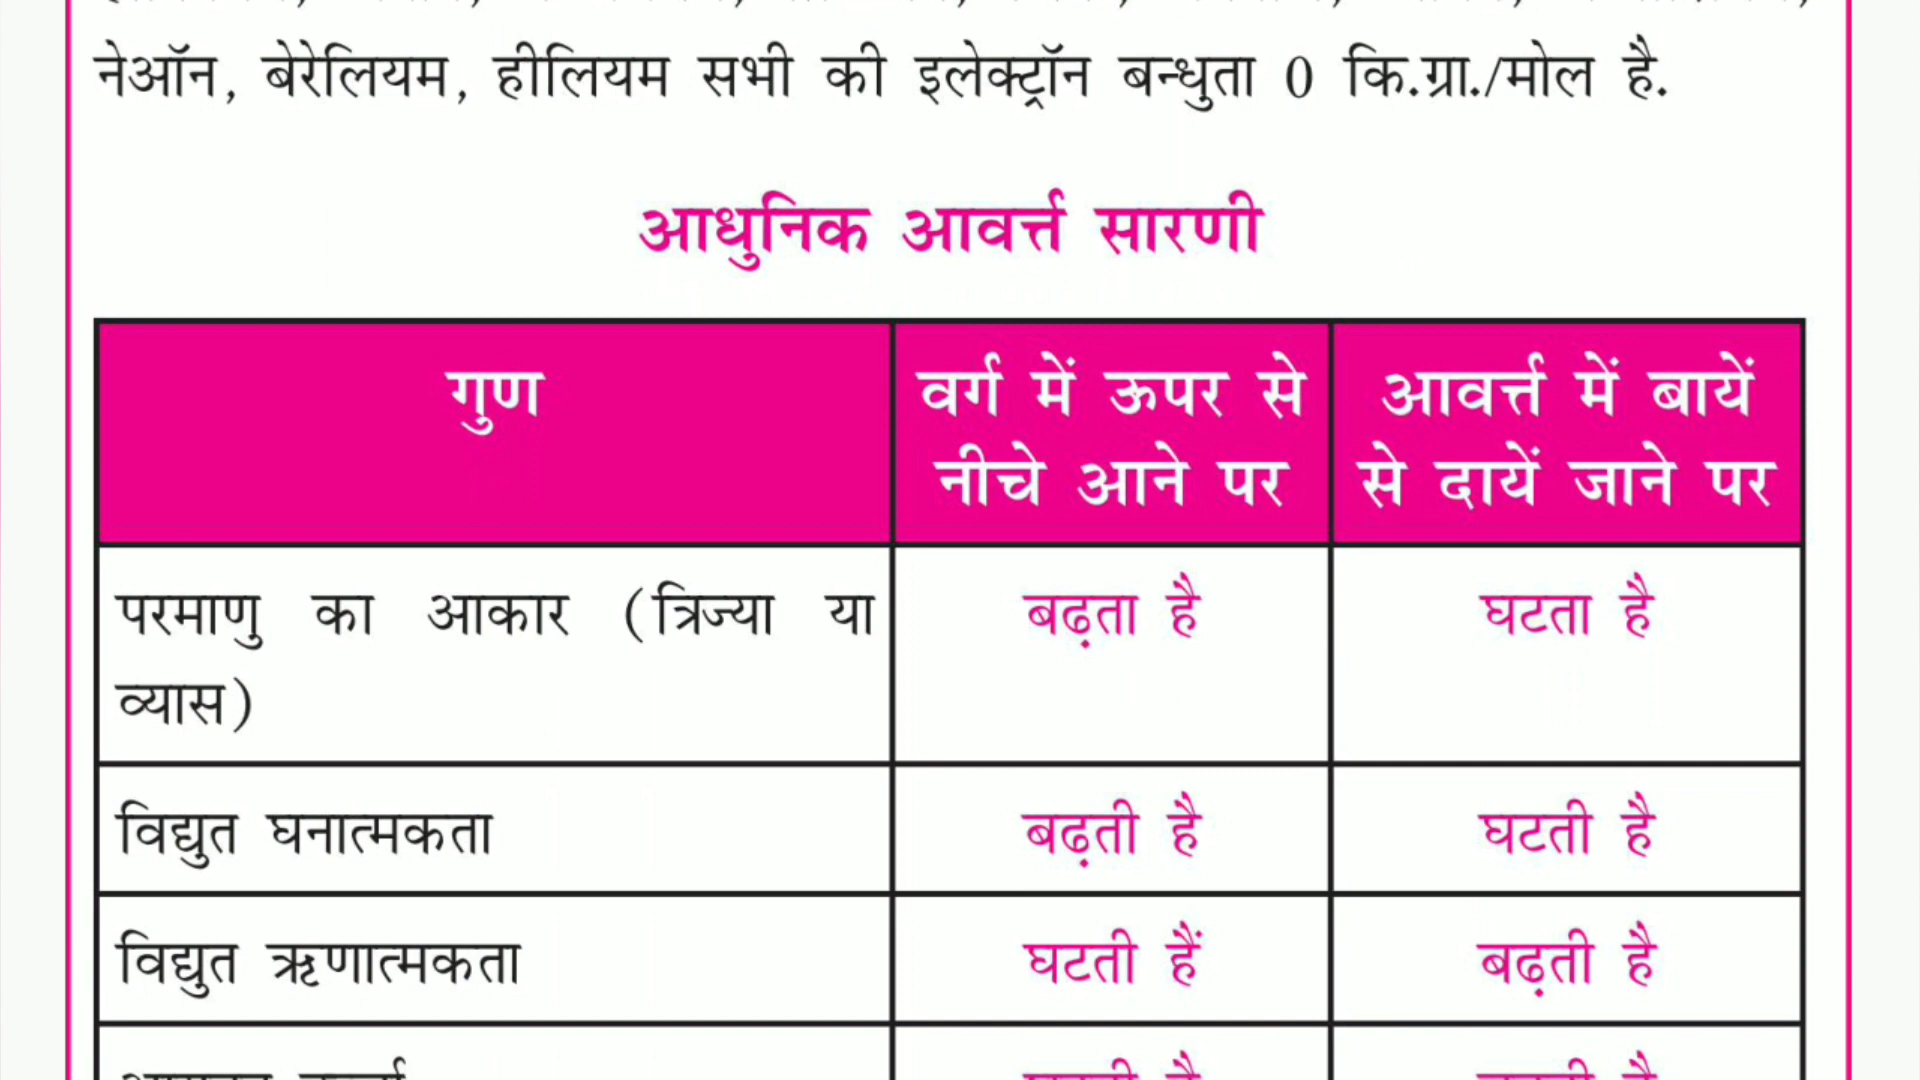 नेऑन, बेरेलियम, हीलियम सभी की इलेक्ट्रॉन बन्धुता 0 कि.ग्रा./मोल है.
आधुनिक आवर्त्त सारणी
गुण
वर्ग में ऊपर से
नीचे आने पर
आवर्त्त में बायें
से दायें जाने पर
परमाणु का आकार (त्रिज्या या
व्यास)
बढ़ता है
घटता है
विद्युत घनात्मकता
बढ़ती है
घटती है
विद्युत ऋणात्मकता
घटती हैं
बढ़ती है